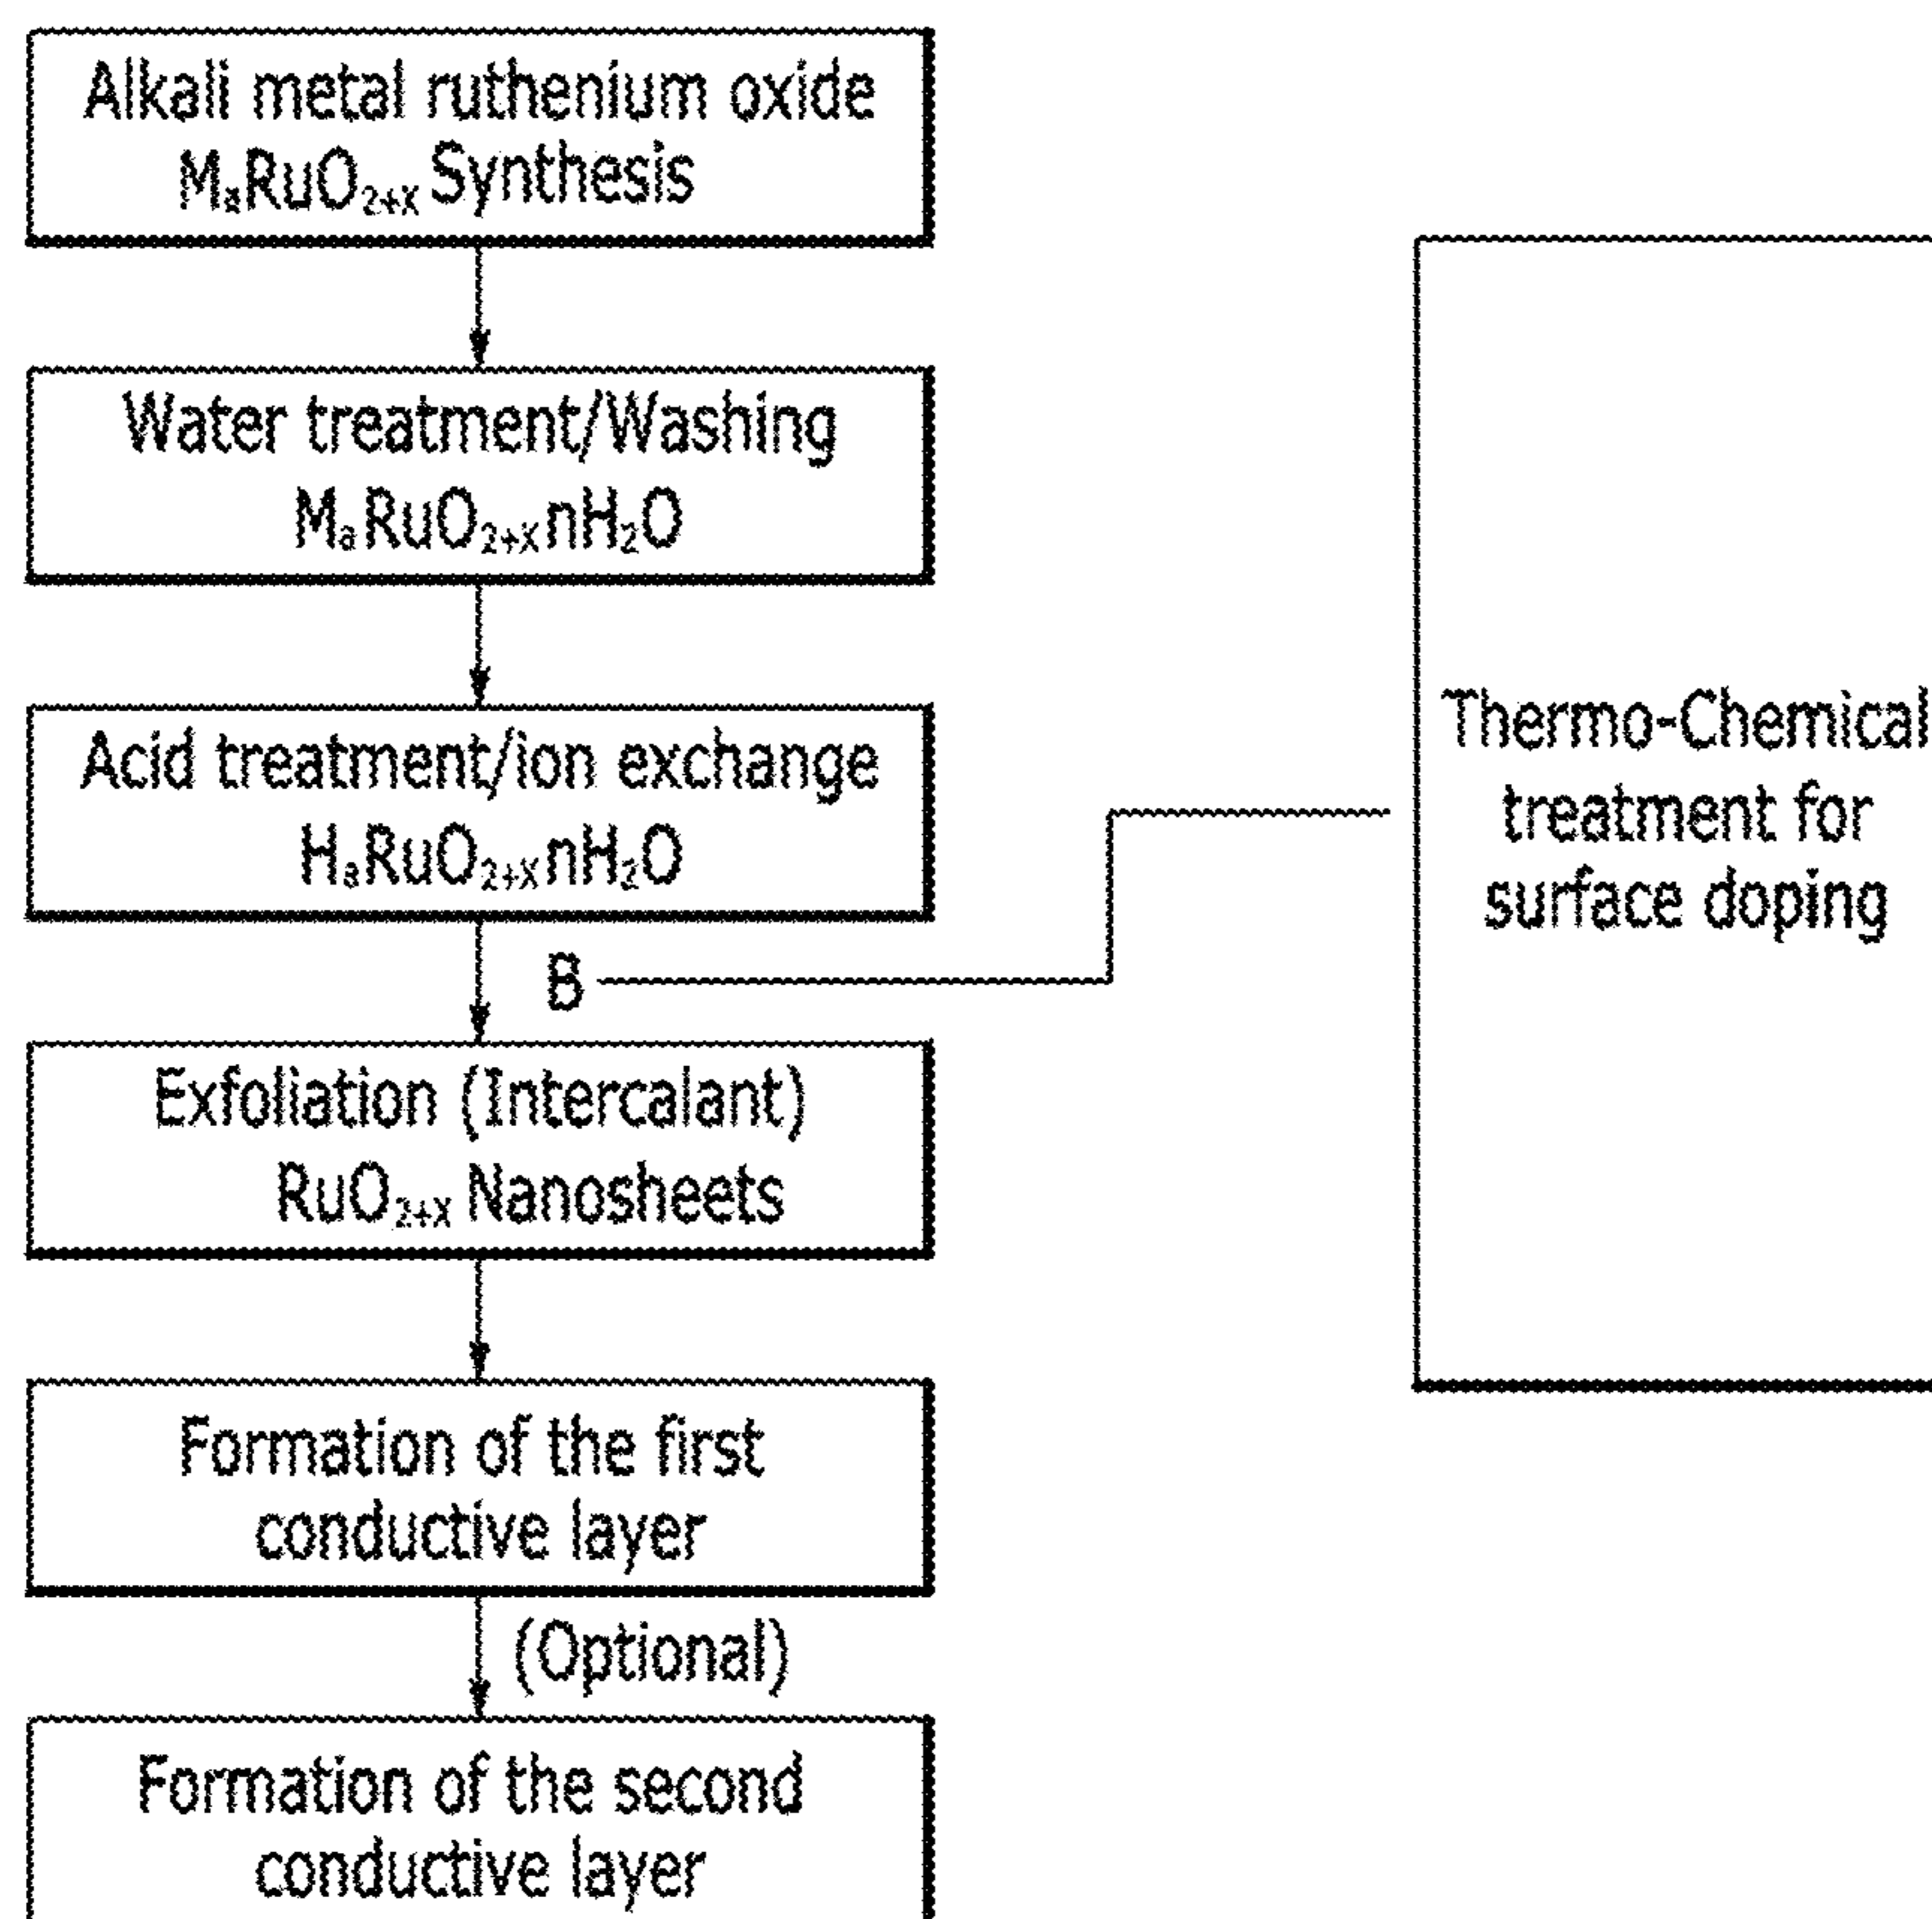 Alkali metal ruthenium oxide
MₐRuO₂₊ₓ Synthesis
Water treatment/Washing
MₐRuO₂₊ₓnH₂O
Acid treatment/ion exchange
HₐRuO₂₊ₓnH₂O
B
Exfoliation (Intercalant)
RuO₂₊ₓ Nanosheets
Formation of the first
conductive layer
(Optional)
Formation of the second
conductive layer
Thermo-Chemical
treatment for
surface doping